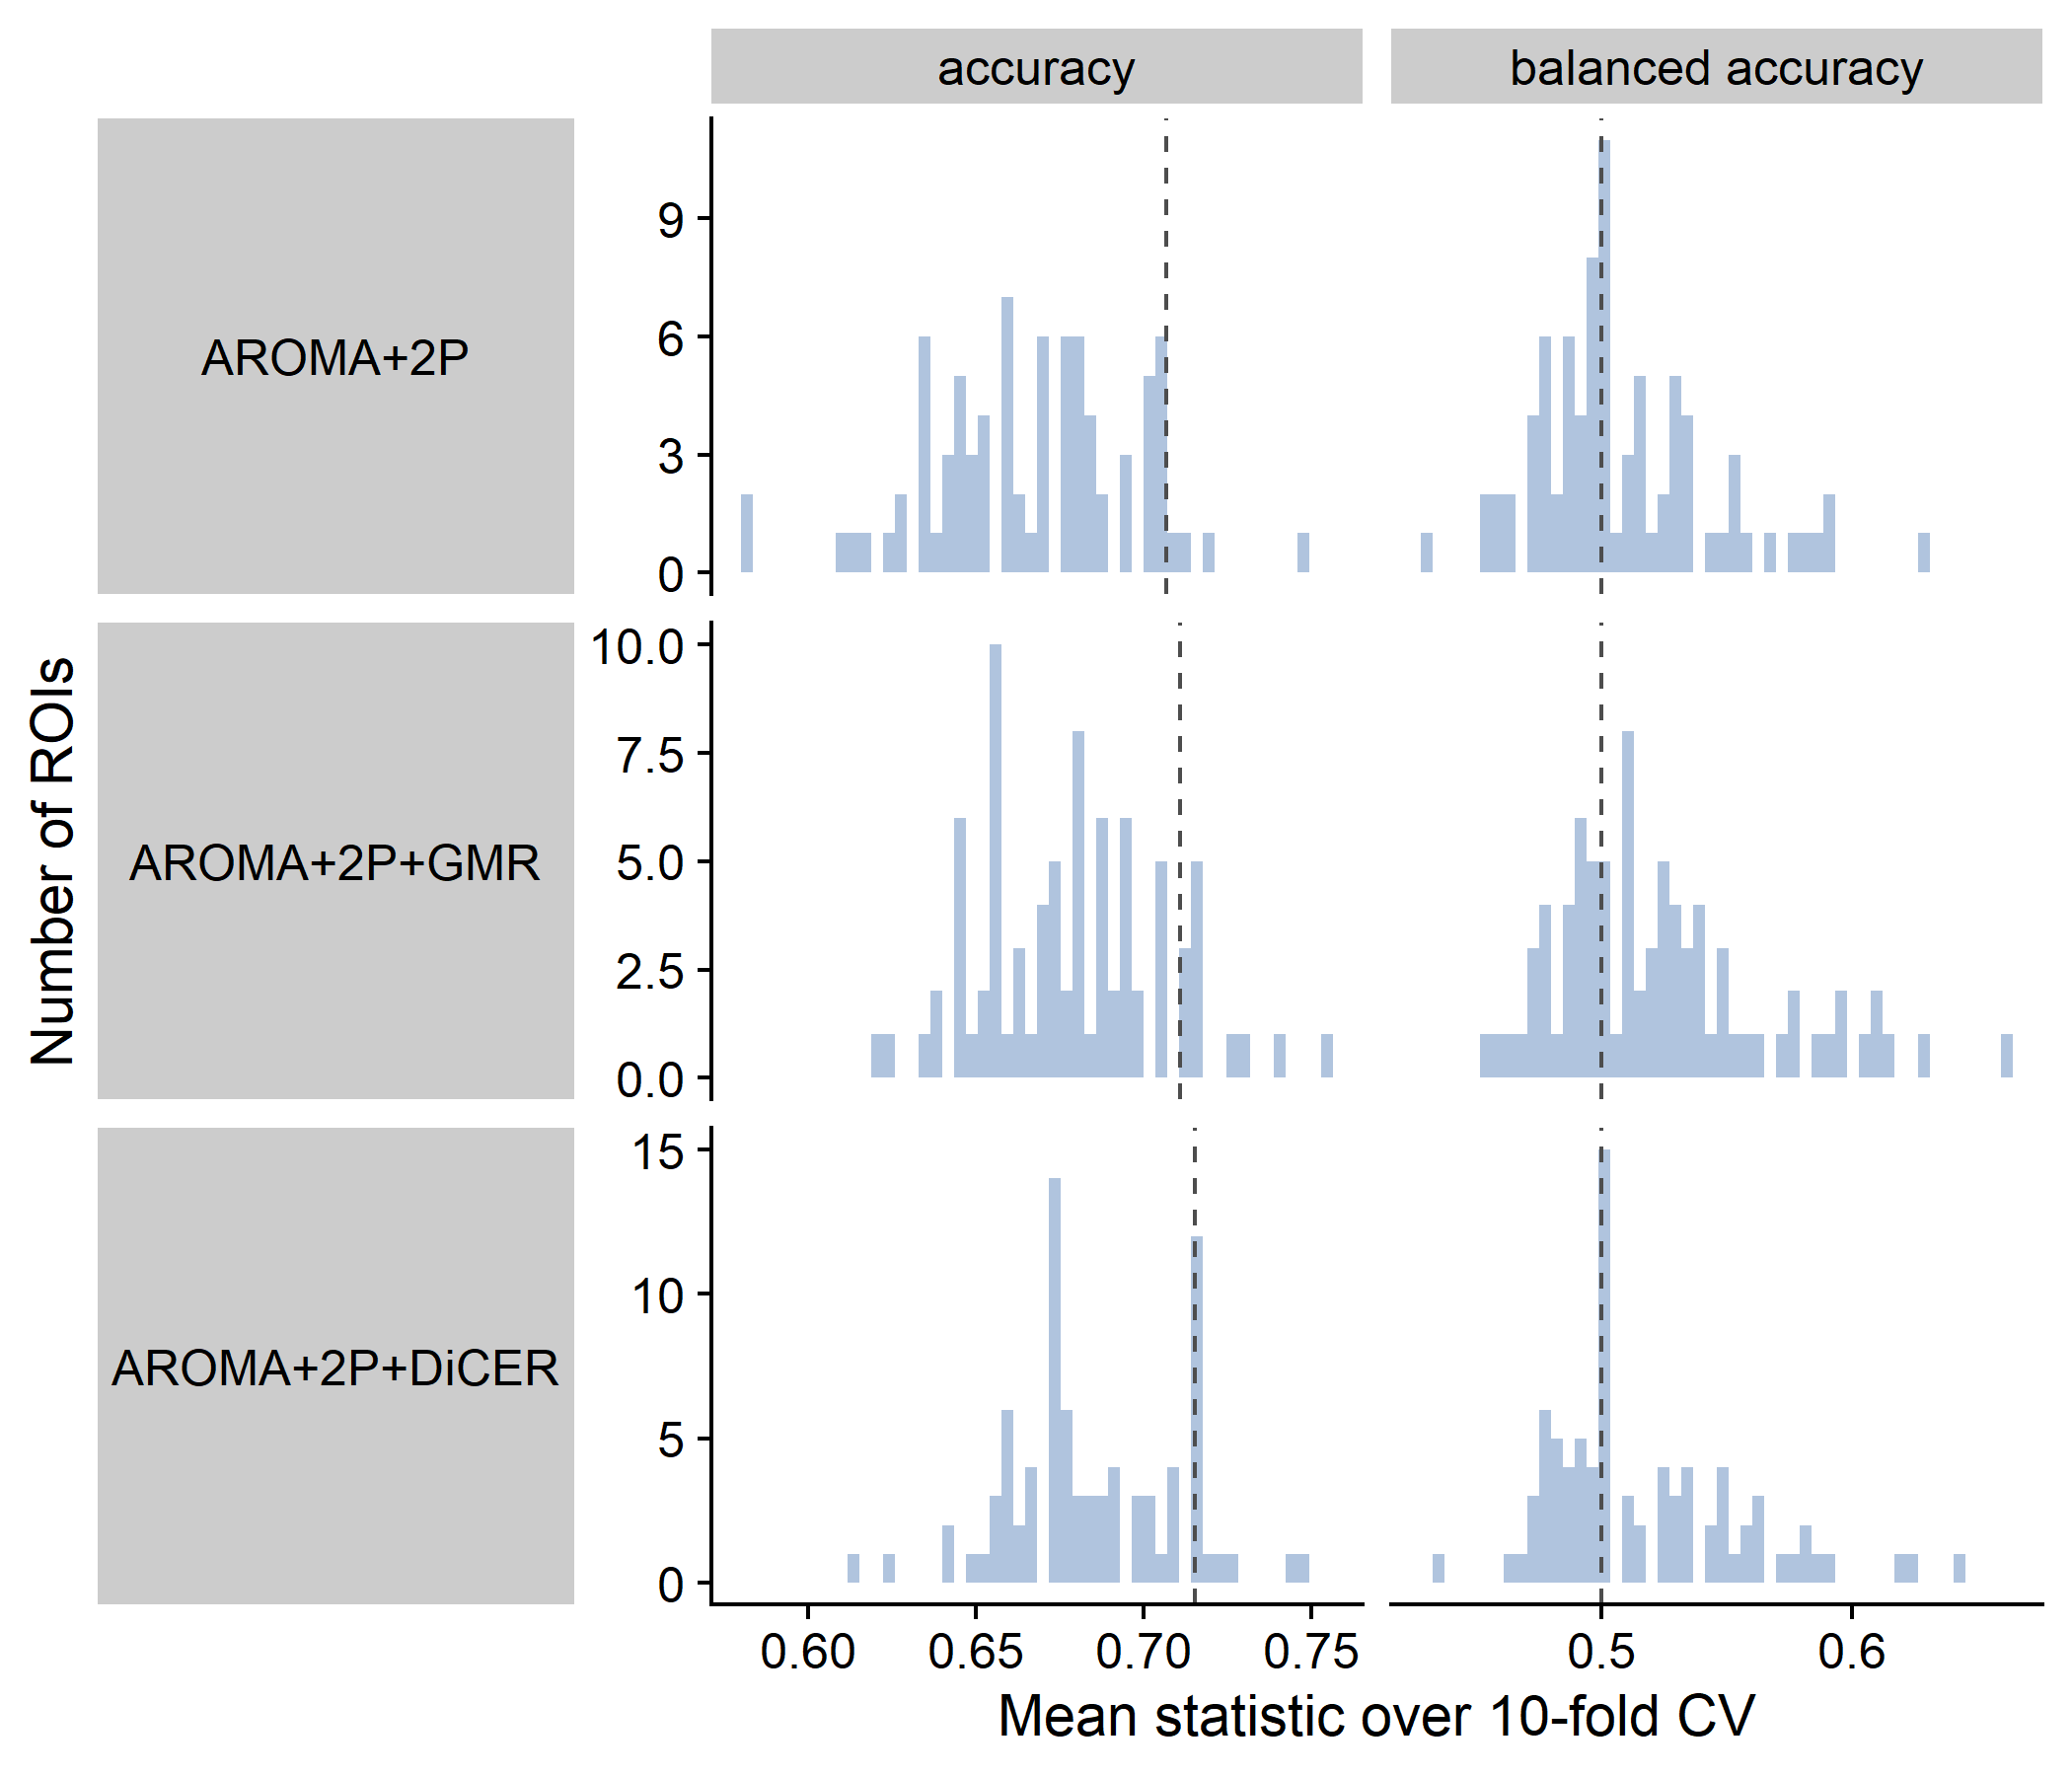 accuracy
balanced accuracy
Number of ROIs
AROMA+2P
9
6
3
0
AROMA+2P+GMR
10.0
7.5
5.0
2.5
0.0
AROMA+2P+DiCER
15
10
5
0
0.60 0.65 0.70 0.75
0.5 0.6
Mean statistic over 10-fold CV